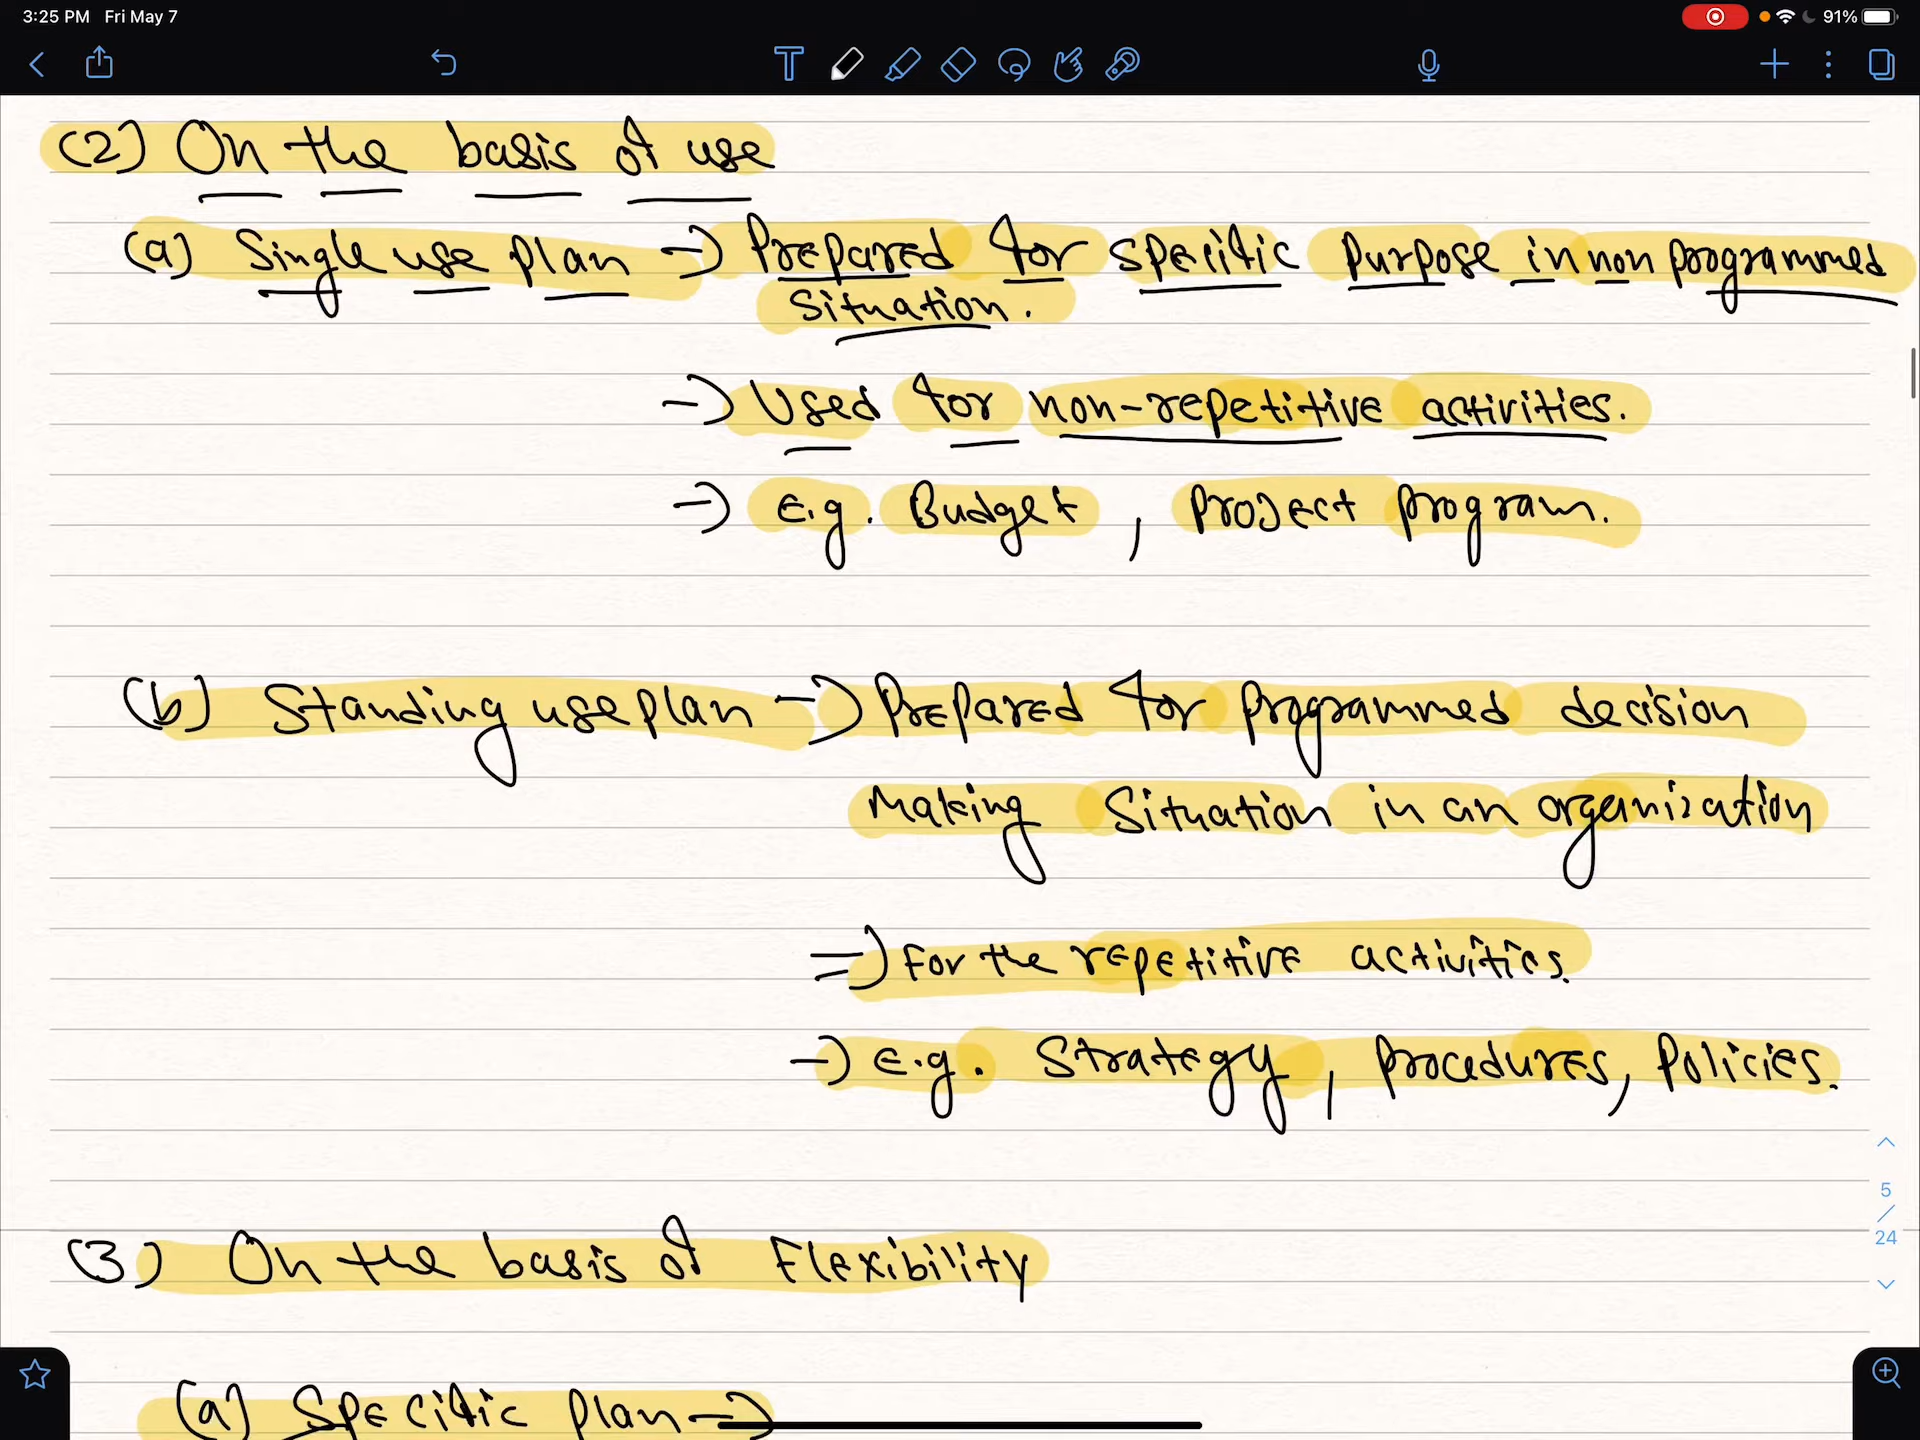 3:25 PM Fri May 7
91%
(2) On the basis of use
(a) Single use plan → Prepared for specific Purpose in non programmed
Situation.
→ Used for non-repetitive activities.
→ E.g. Budget, project program.
(b) Standing use plan → Prepared for programmed decision
Making Situation in an organization
⇒ For the repetitive activities.
→ E.g. Strategy, procedures, Policies.
(3) On the basis of Flexibility
(a) Specific plan →
5
/
24